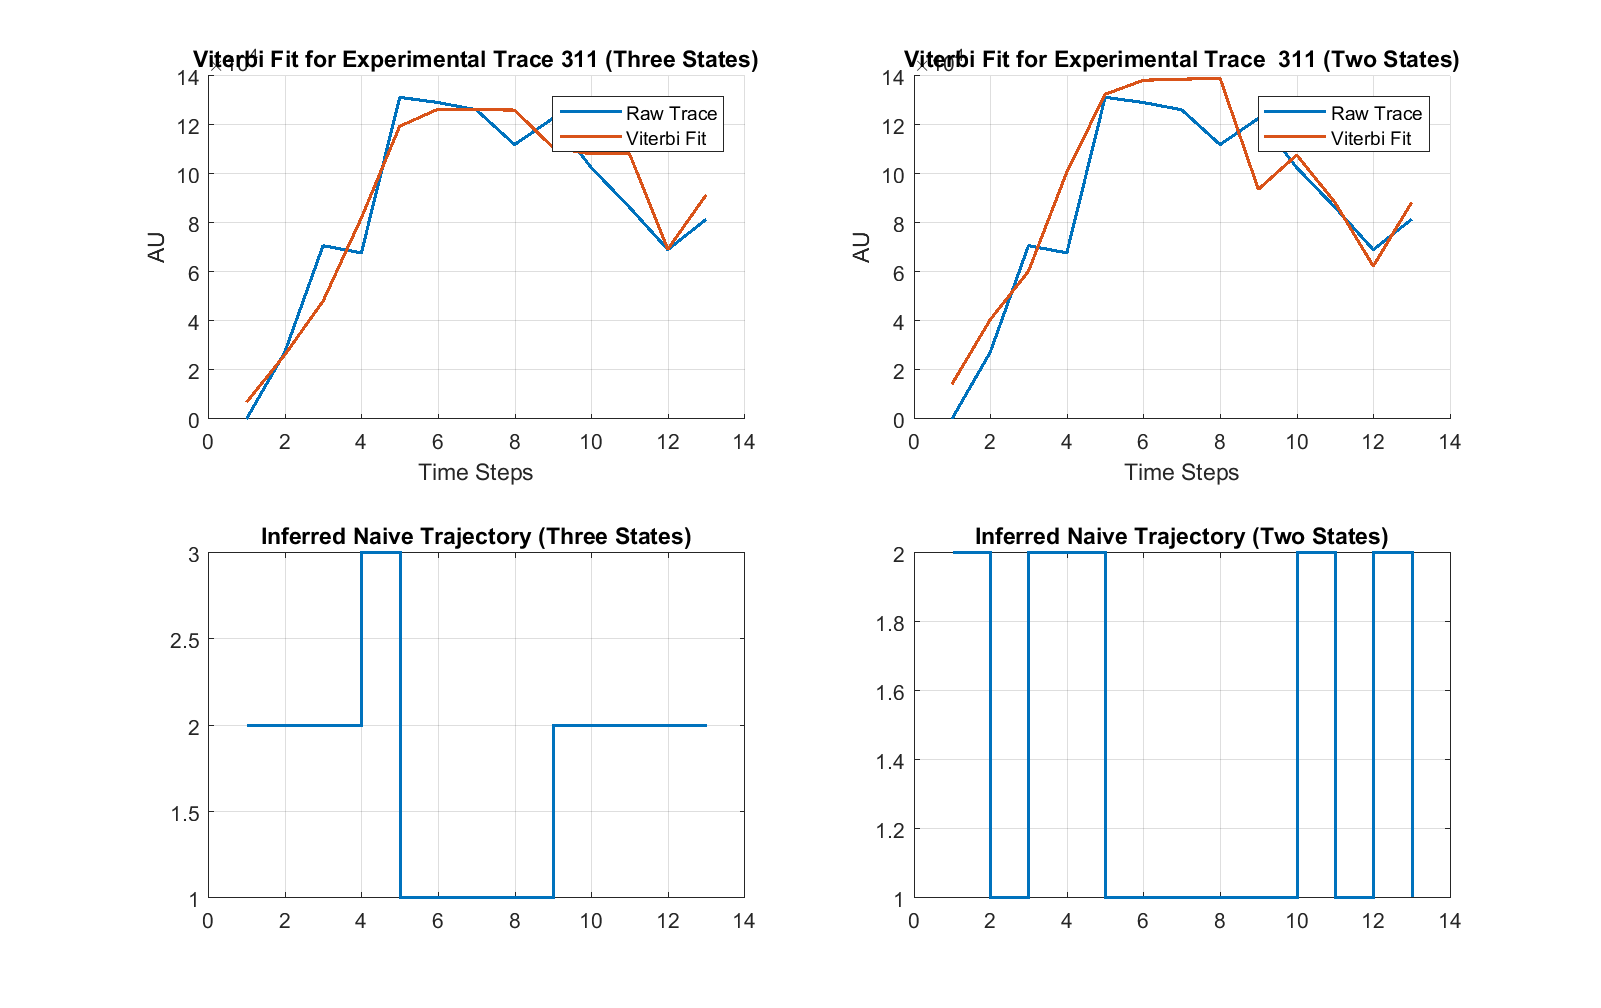 Viterbi Fit for Experimental Trace 311 (Three States)
14
12
10
8
6
4
2
0
AU
Raw Trace
Viterbi Fit
0 2 4 6 8 10 12 14
Time Steps
Viterbi Fit for Experimental Trace 311 (Two States)
14
12
10
8
6
4
2
0
AU
Raw Trace
Viterbi Fit
0 2 4 6 8 10 12 14
Time Steps
Inferred Naive Trajectory (Three States)
3
2.5
2
1.5
1
0 2 4 6 8 10 12 14
Inferred Naive Trajectory (Two States)
2
1.8
1.6
1.4
1.2
1
0 2 4 6 8 10 12 14